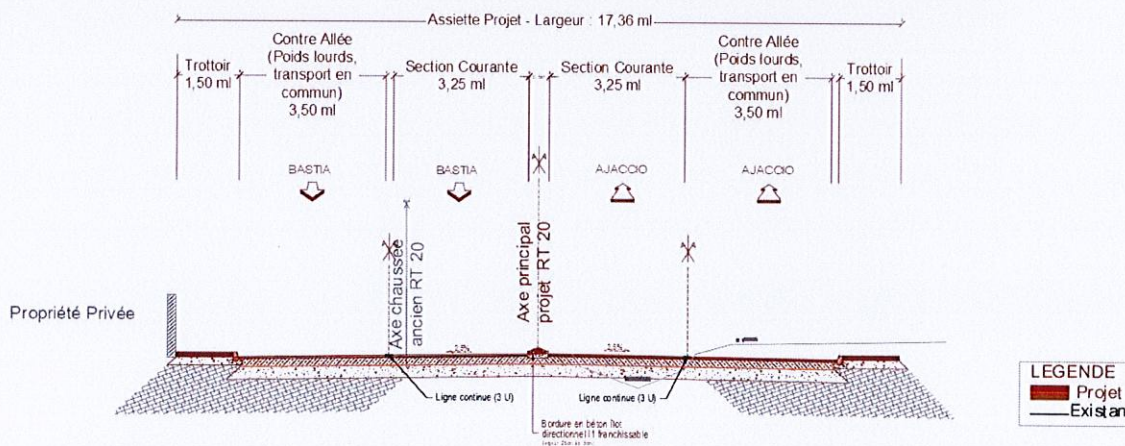 Assiette Projet - Largeur : 17,36 ml
Trottoir
1,50 ml
Contre Allée
(Poids lourds,
transport en
commun)
3,50 ml
Section Courante
3,25 ml
Section Courante
3,25 ml
Contre Allée
(Poids lourds,
transport en
commun)
3,50 ml
Trottoir
1,50 ml
BASTIA
BASTIA
AJACCIO
AJACCIO
Axe chaussée
ancien RT 20
Axe principal
projet RT 20
Propriété Privée
Ligne continue (3 U)
Ligne continue (3 U)
Bordure en béton îlot
directionnel I1 franchissable
LEGENDE
Projet
Existan